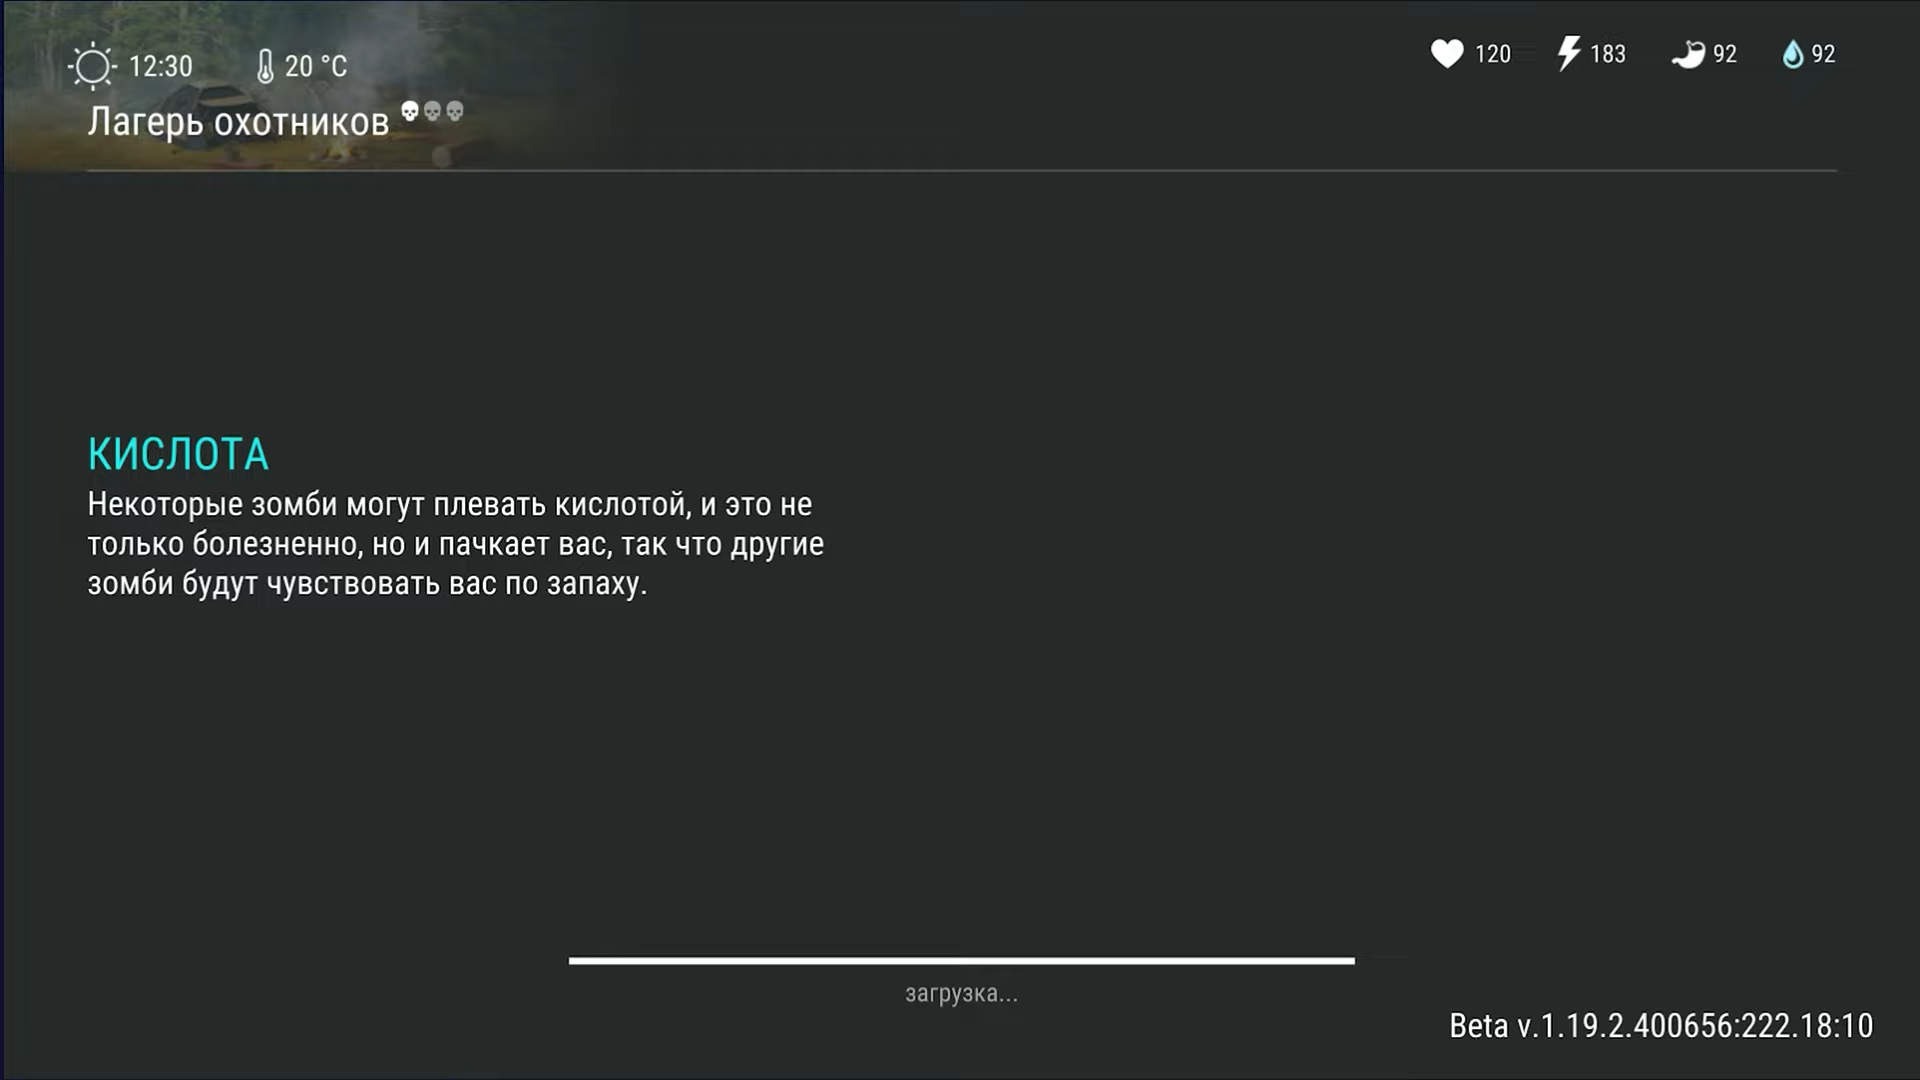 12:30 20 °C 120 183 92 92
Лагерь охотников
КИСЛОТА
Некоторые зомби могут плевать кислотой, и это не
только болезненно, но и пачкает вас, так что другие
зомби будут чувствовать вас по запаху.
загрузка...
Beta v.1.19.2.400656:222.18:10